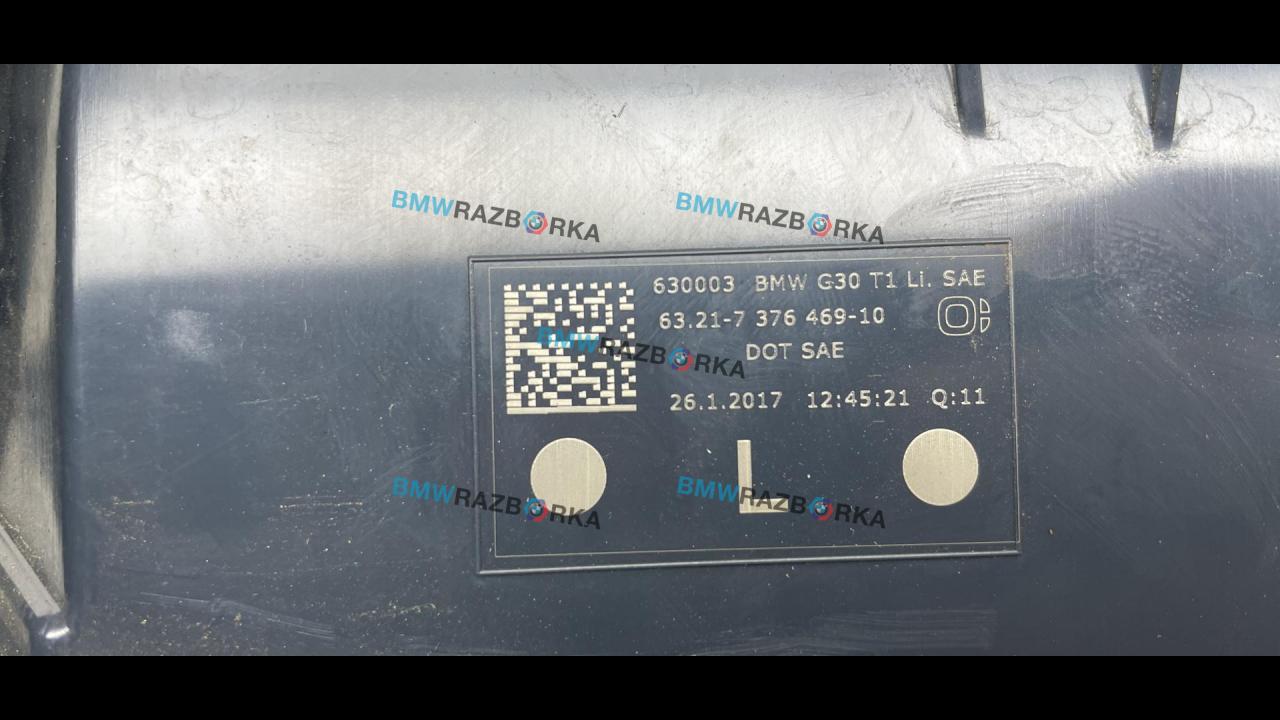 BMWRAZBORKA
BMWRAZBORKA
630003 BMW G30 T1 Li. SAE
63.21-7 376 469-10
DOT SAE
BMWRAZBORKA
26.1.2017 12:45:21 Q:11
L
BMWRAZBORKA
BMWRAZBORKA